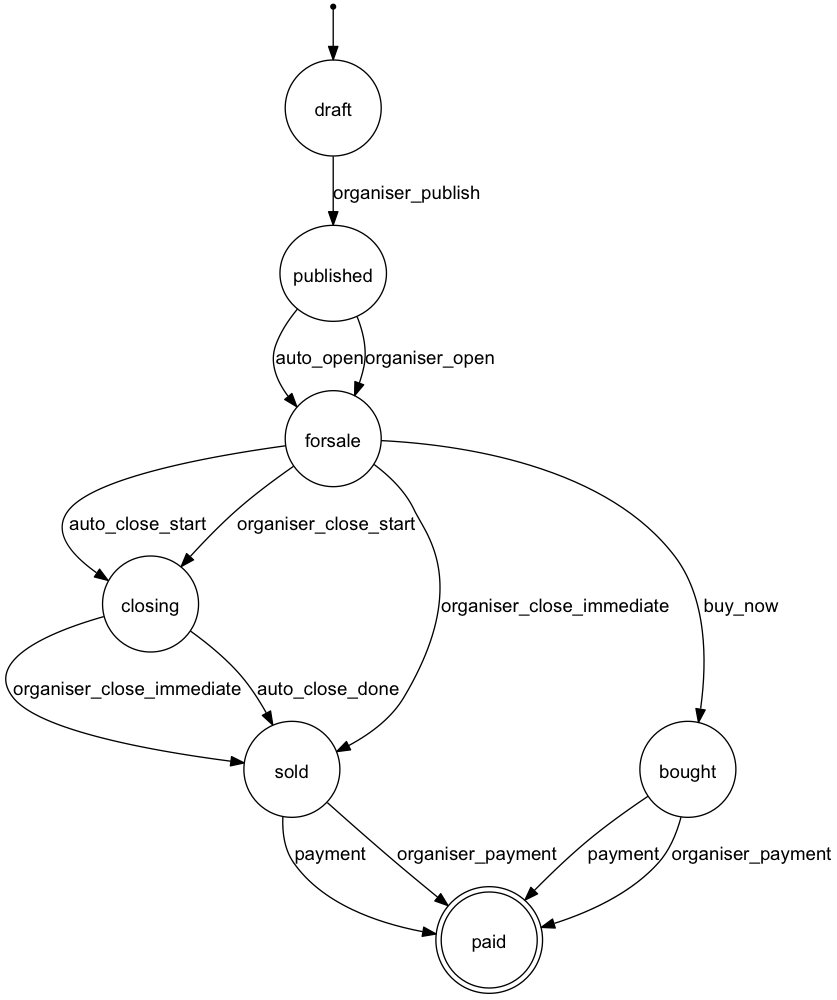 draft
organiser_publish
published
auto_open
organiser_open
forsale
auto_close_start
organiser_close_start
closing
organiser_close_immediate
buy_now
organiser_close_immediate
auto_close_done
sold
bought
payment
organiser_payment
payment
organiser_payment
paid